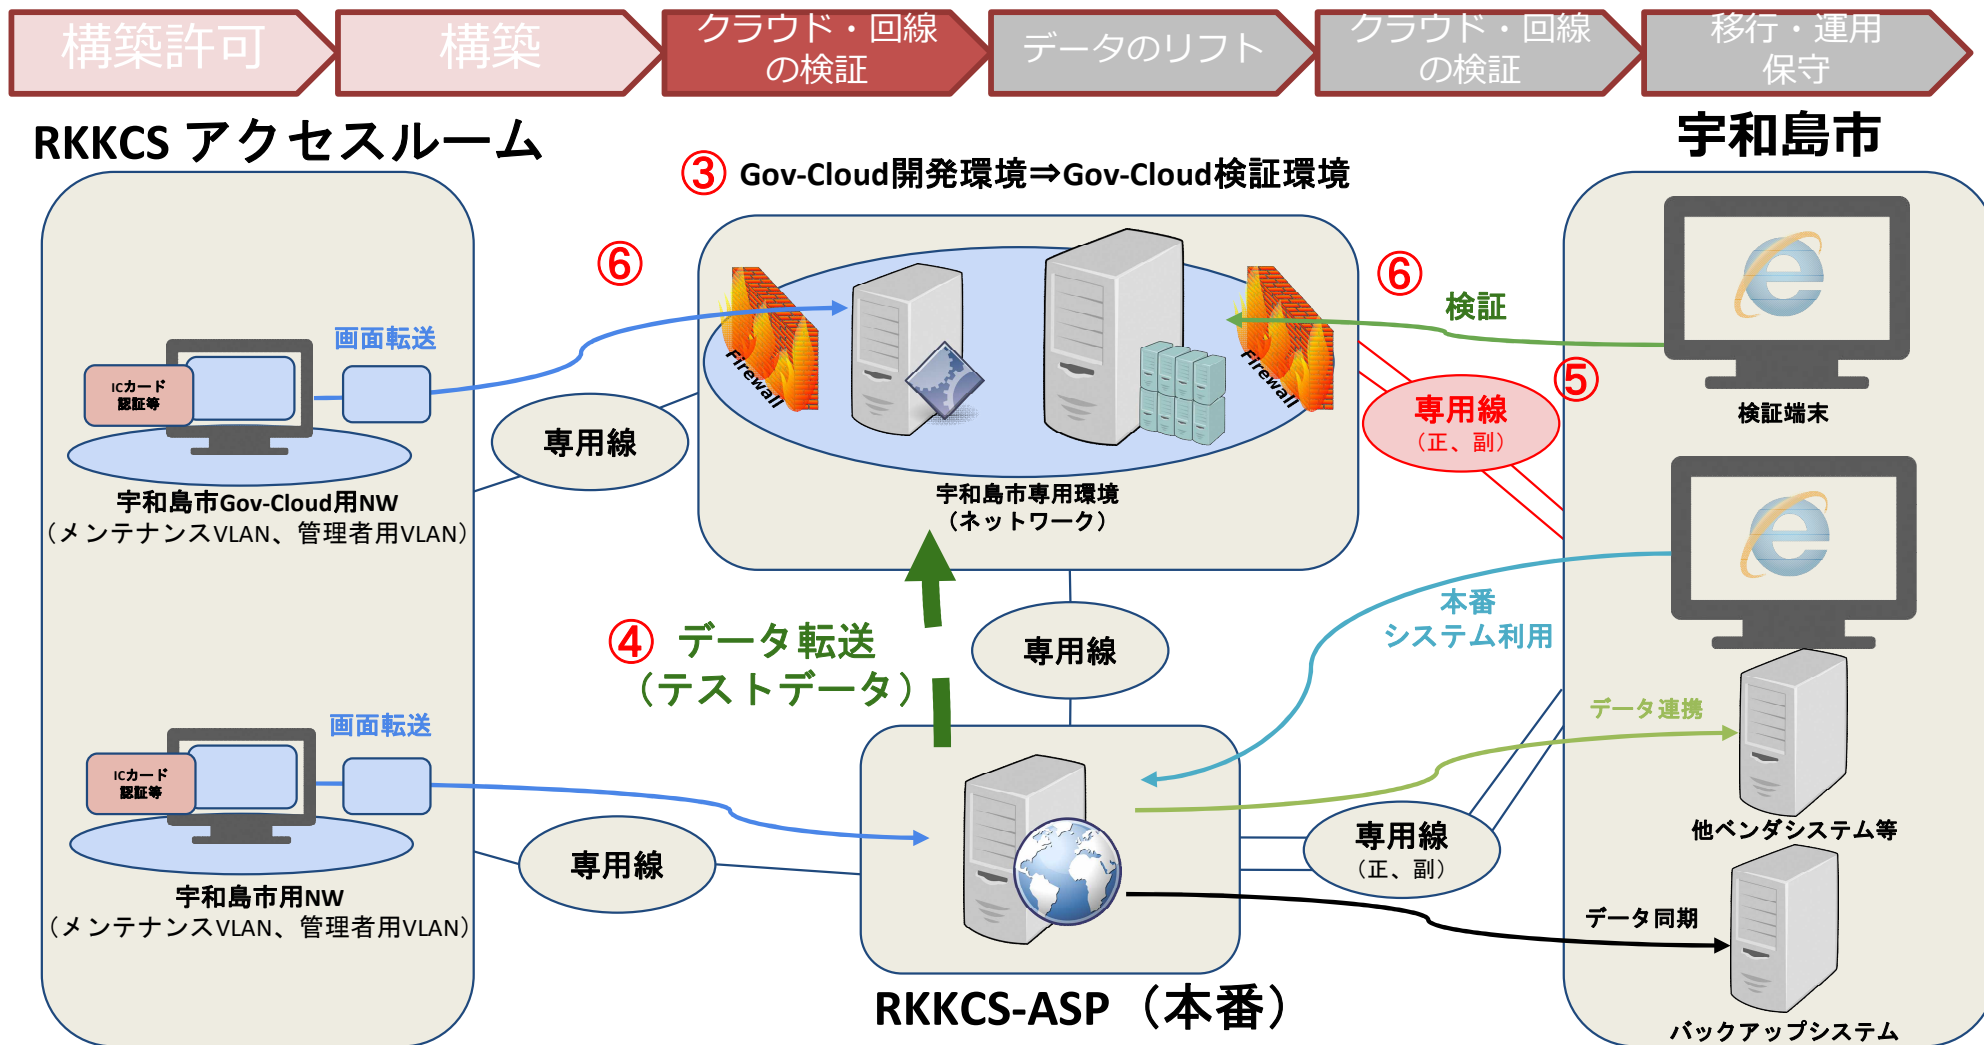 構築許可
構築
クラウド・回線
の検証
データのリフト
クラウド・回線
の検証
移行・運用
保守
RKKCS アクセスルーム
宇和島市
③ Gov-Cloud開発環境⇒Gov-Cloud検証環境
⑥
⑥
検証
画面転送
ICカード
認証等
Firewall
Firewall
⑤
専用線
専用線
（正、副）
検証端末
宇和島市専用環境
（ネットワーク）
宇和島市Gov-Cloud用NW
（メンテナンスVLAN、管理者用VLAN）
④ データ転送
（テストデータ）
専用線
本番
システム利用
画面転送
データ連携
ICカード
認証等
専用線
専用線
（正、副）
他ベンダシステム等
宇和島市用NW
（メンテナンスVLAN、管理者用VLAN）
データ同期
RKKCS-ASP（本番）
バックアップシステム